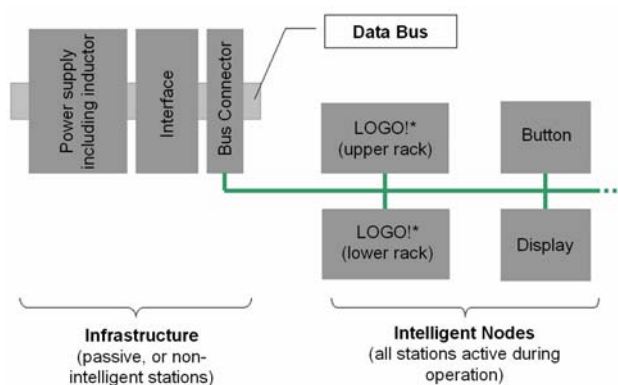 Data Bus
Power supply
including inductor
Interface
Bus Connector
LOGO!*
(upper rack)
Button
LOGO!*
(lower rack)
Display
Infrastructure
(passive, or non-
intelligent stations)
Intelligent Nodes
(all stations active during
operation)